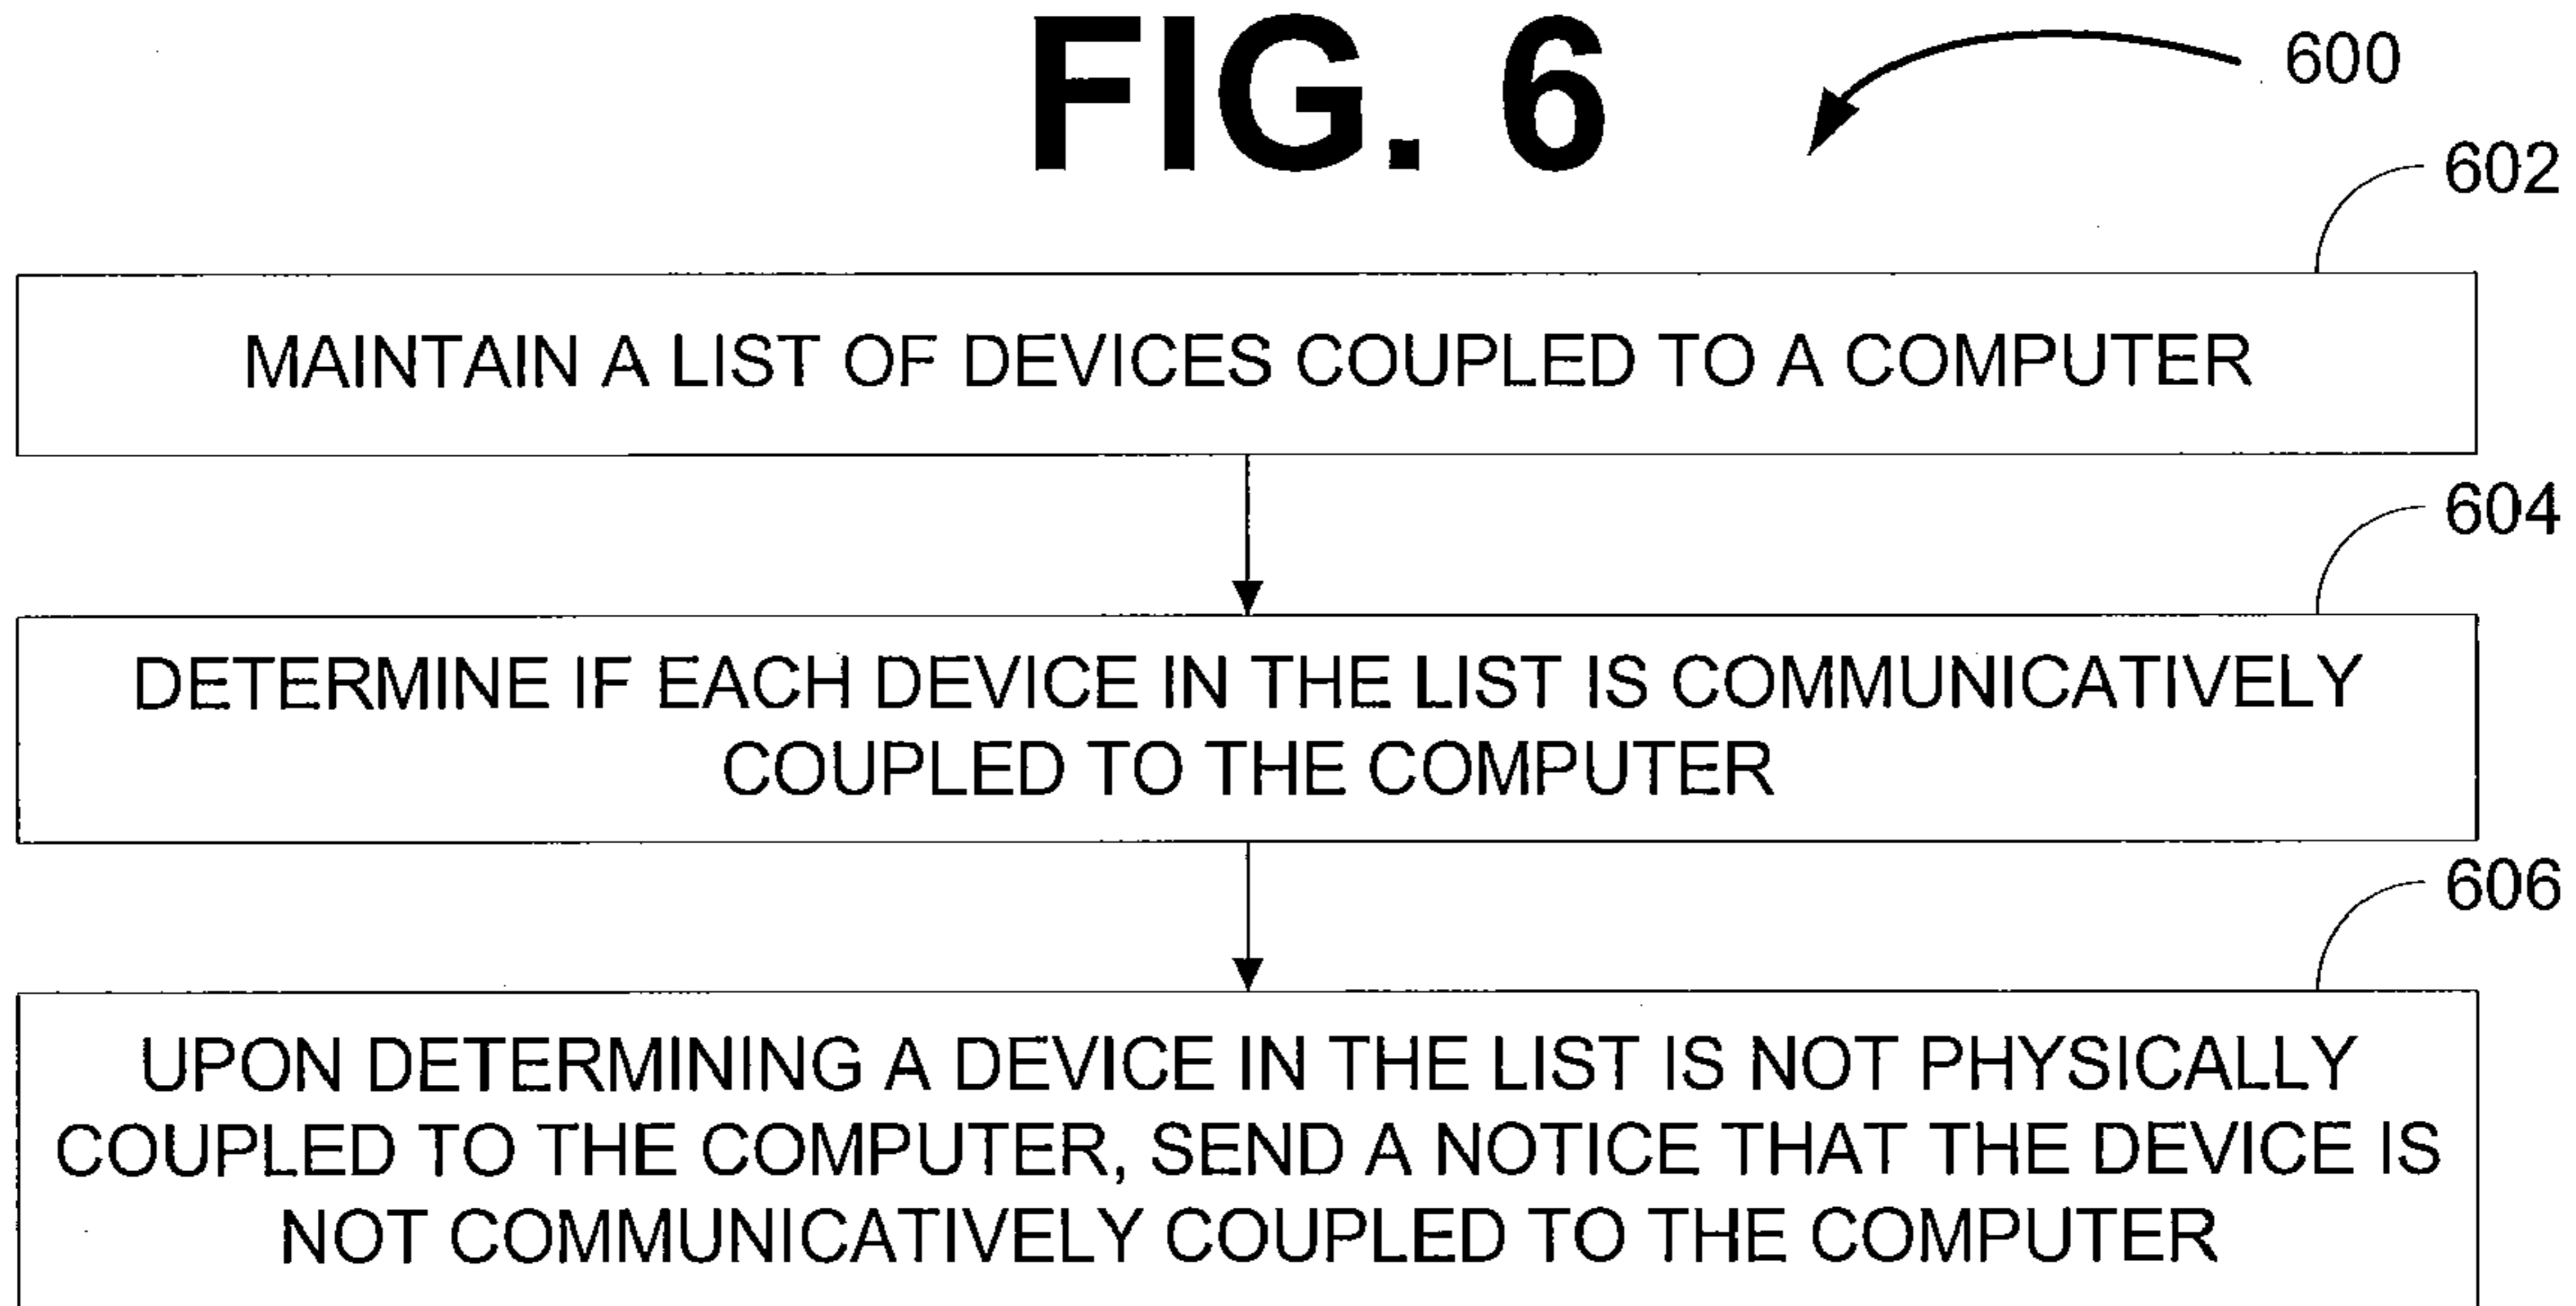 FIG. 6
600
602
MAINTAIN A LIST OF DEVICES COUPLED TO A COMPUTER
604
DETERMINE IF EACH DEVICE IN THE LIST IS COMMUNICATIVELY
COUPLED TO THE COMPUTER
606
UPON DETERMINING A DEVICE IN THE LIST IS NOT PHYSICALLY
COUPLED TO THE COMPUTER, SEND A NOTICE THAT THE DEVICE IS
NOT COMMUNICATIVELY COUPLED TO THE COMPUTER